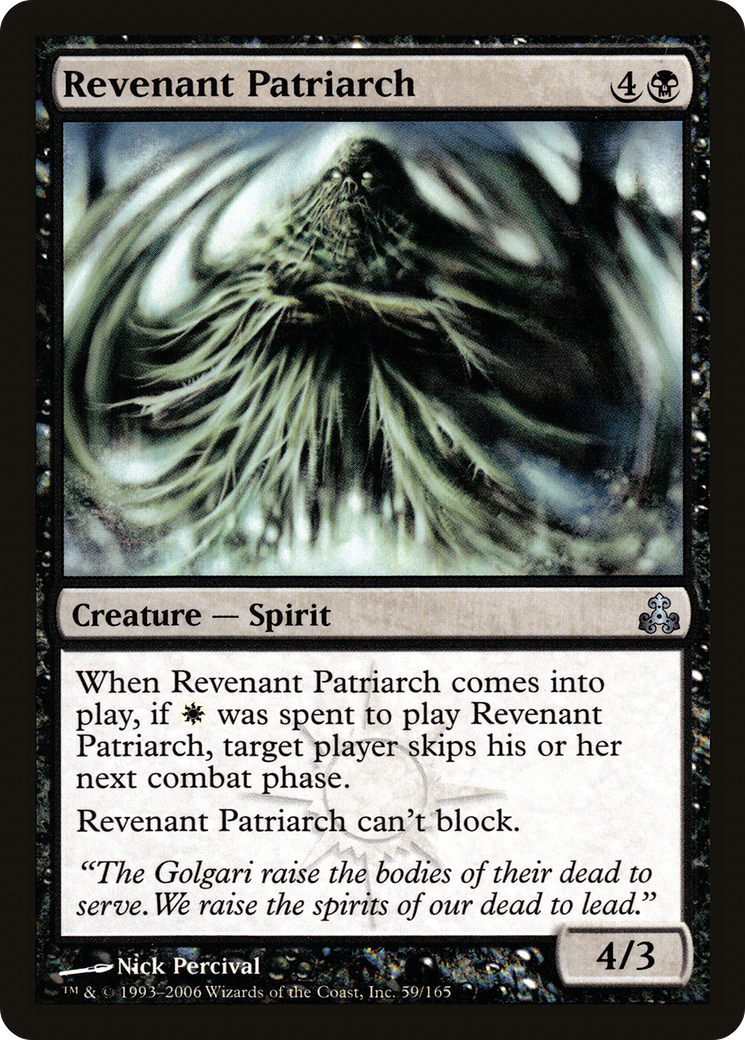 Revenant Patriarch 4
Creature — Spirit
When Revenant Patriarch comes into
play, if was spent to play Revenant
Patriarch, target player skips his or her
next combat phase.
Revenant Patriarch can't block.
“The Golgari raise the bodies of their dead to
serve. We raise the spirits of our dead to lead.”
4/3
Nick Percival
™ & © 1993–2006 Wizards of the Coast, Inc. 59/165